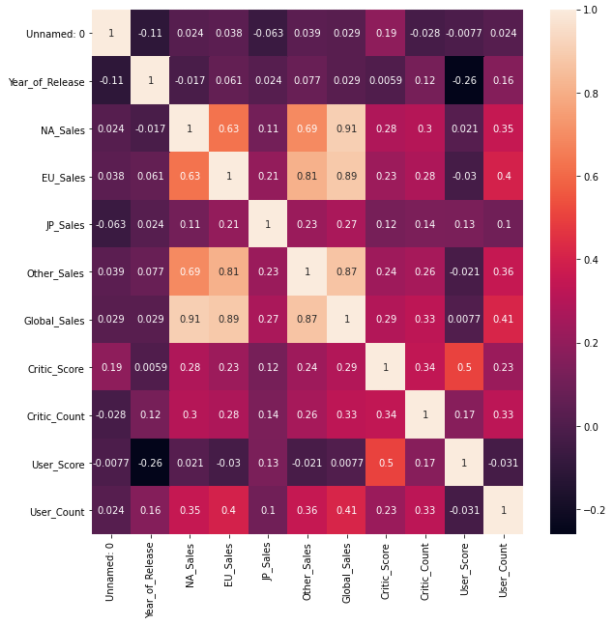 Unnamed: 0 1 -0.11 0.024 0.038 -0.063 0.039 0.029 0.19 -0.028 -0.0077 0.024
Year_of_Release -0.11 1 -0.017 0.061 0.024 0.077 0.029 0.0059 0.12 -0.26 0.16
NA_Sales 0.024 -0.017 1 0.63 0.11 0.69 0.91 0.28 0.3 0.021 0.35
EU_Sales 0.038 0.061 0.63 1 0.21 0.81 0.89 0.23 0.28 -0.03 0.4
JP_Sales -0.063 0.024 0.11 0.21 1 0.23 0.27 0.12 0.14 0.13 0.1
Other_Sales 0.039 0.077 0.69 0.81 0.23 1 0.87 0.24 0.26 -0.021 0.36
Global_Sales 0.029 0.029 0.91 0.89 0.27 0.87 1 0.29 0.33 0.0077 0.41
Critic_Score 0.19 0.0059 0.28 0.23 0.12 0.24 0.29 1 0.34 0.5 0.23
Critic_Count -0.028 0.12 0.3 0.28 0.14 0.26 0.33 0.34 1 0.17 0.33
User_Score -0.0077 -0.26 0.021 -0.03 0.13 -0.021 0.0077 0.5 0.17 1 -0.031
User_Count 0.024 0.16 0.35 0.4 0.1 0.36 0.41 0.23 0.33 -0.031 1
Unnamed: 0 Year_of_Release NA_Sales EU_Sales JP_Sales Other_Sales Global_Sales Critic_Score Critic_Count User_Score User_Count
1.0
0.8
0.6
0.4
0.2
0.0
−0.2